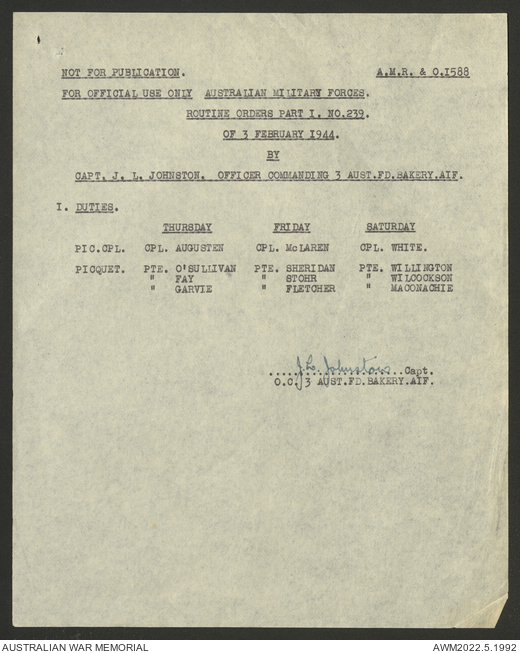 NOT FOR PUBLICATION. A.M.R. & O.I588
FOR OFFICIAL USE ONLY AUSTRALIAN MILITARY FORCES.
ROUTINE ORDERS PART I. NO.239.
OF 3 FEBRUARY 1944.
BY
CAPT. J. L. JOHNSTON. OFFICER COMMANDING 3 AUST.FD.BAKERY.AIF.
I. DUTIES.
THURSDAY FRIDAY SATURDAY
PIC.CPL. CPL. AUGUSTEN CPL. McLAREN CPL. WHITE.
PICQUET. PTE. O'SULLIVAN PTE. SHERIDAN PTE. WILLINGTON
" FAY " STOHR " WILCOCKSON
" GARVIE " FLETCHER " MACONACHIE
J L Johnston Capt.
O.C. 3 AUST.FD.BAKERY.AIF.
AUSTRALIAN WAR MEMORIAL AWM2022.5.1992